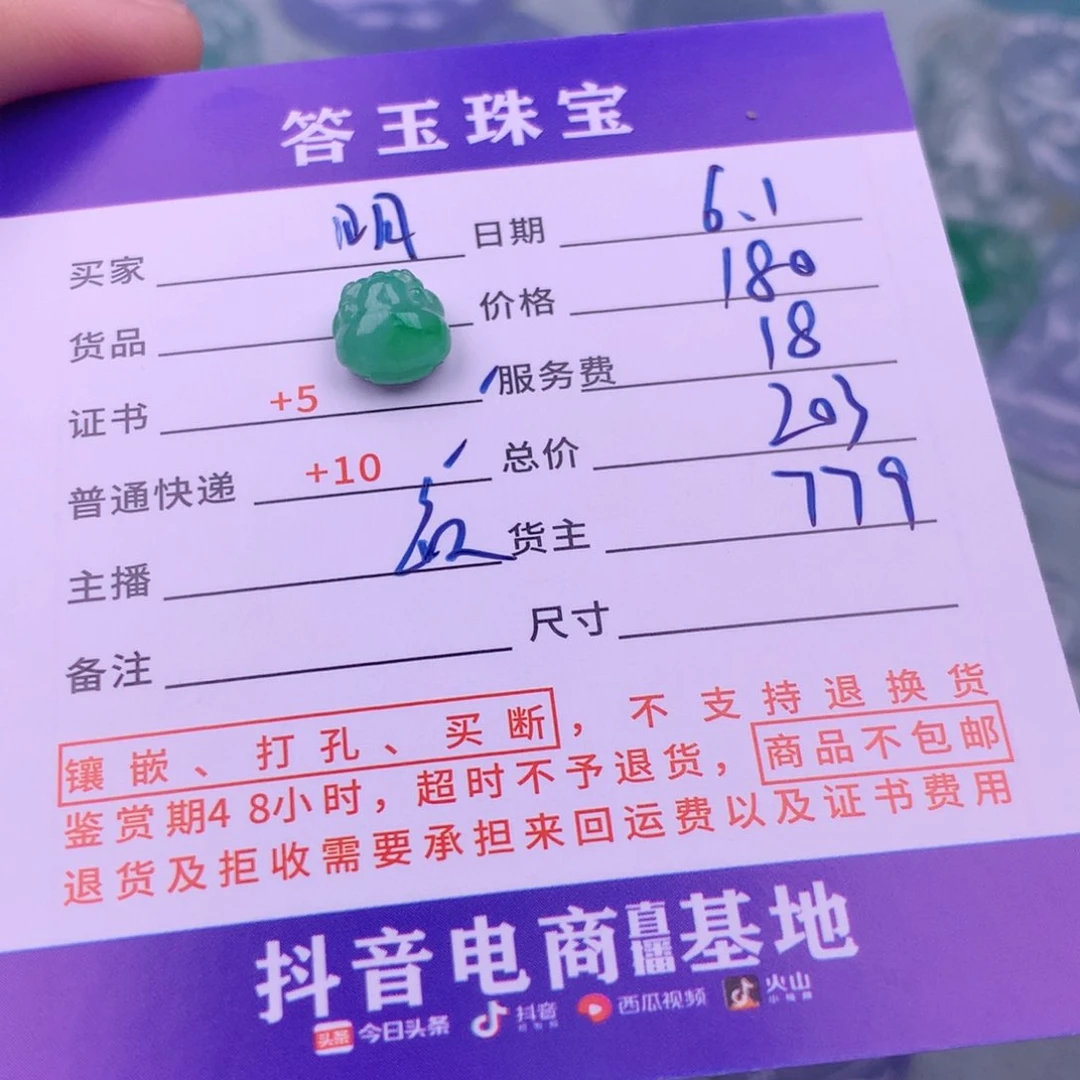 答玉珠宝
买家 明 日期 6、1
货品 价格 180
证书 +5 服务费 18
普通快递 +10 总价 203
主播 货主 779
备注 尺寸
镶嵌、打孔、买断，不支持退换货
鉴赏期48小时，超时不予退货，商品不包邮
退货及拒收需要承担来回运费以及证书费用
抖音电商直播基地
头条 今日头条 抖音 西瓜视频 火山